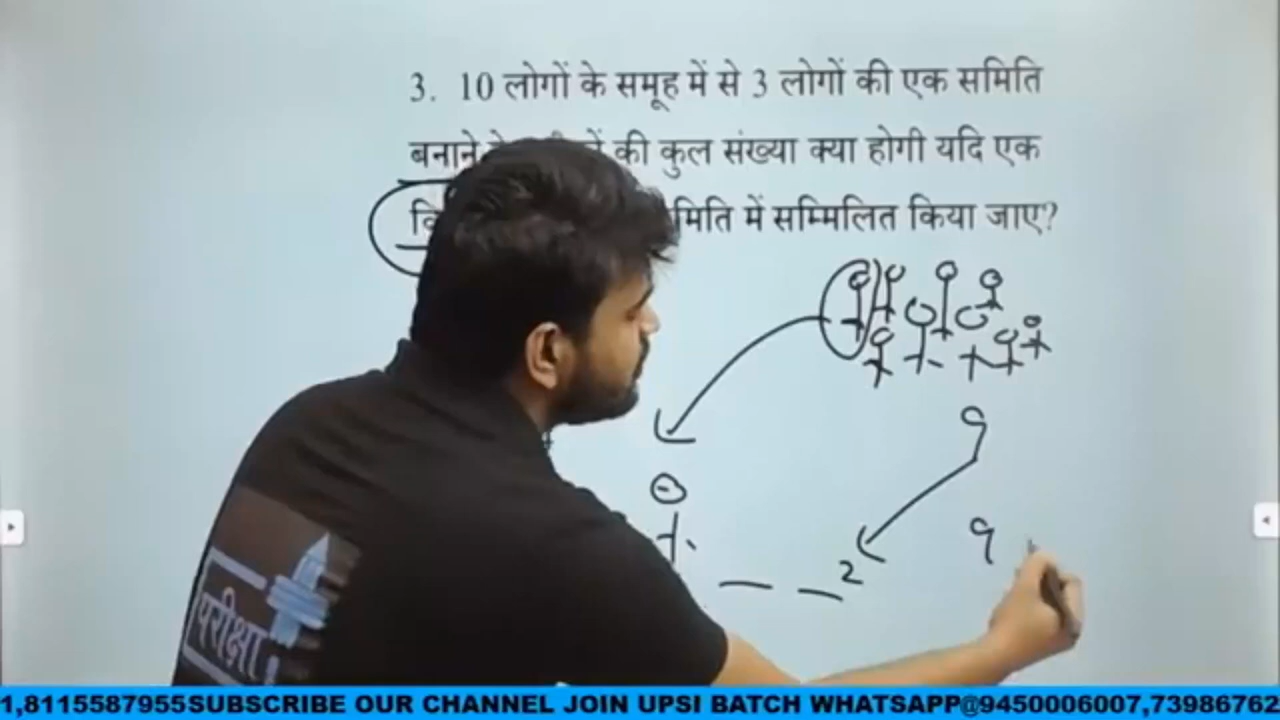 3. 10 लोगों के समूह में से 3 लोगों की एक समिति
बनाने की कुल संख्या क्या होगी यदि एक
में सम्मिलित किया जाए?
9
9
2
परीक्षा
1,8115587955SUBSCRIBE OUR CHANNEL JOIN UPSI BATCH WHATSAPP@9450006007,73986762